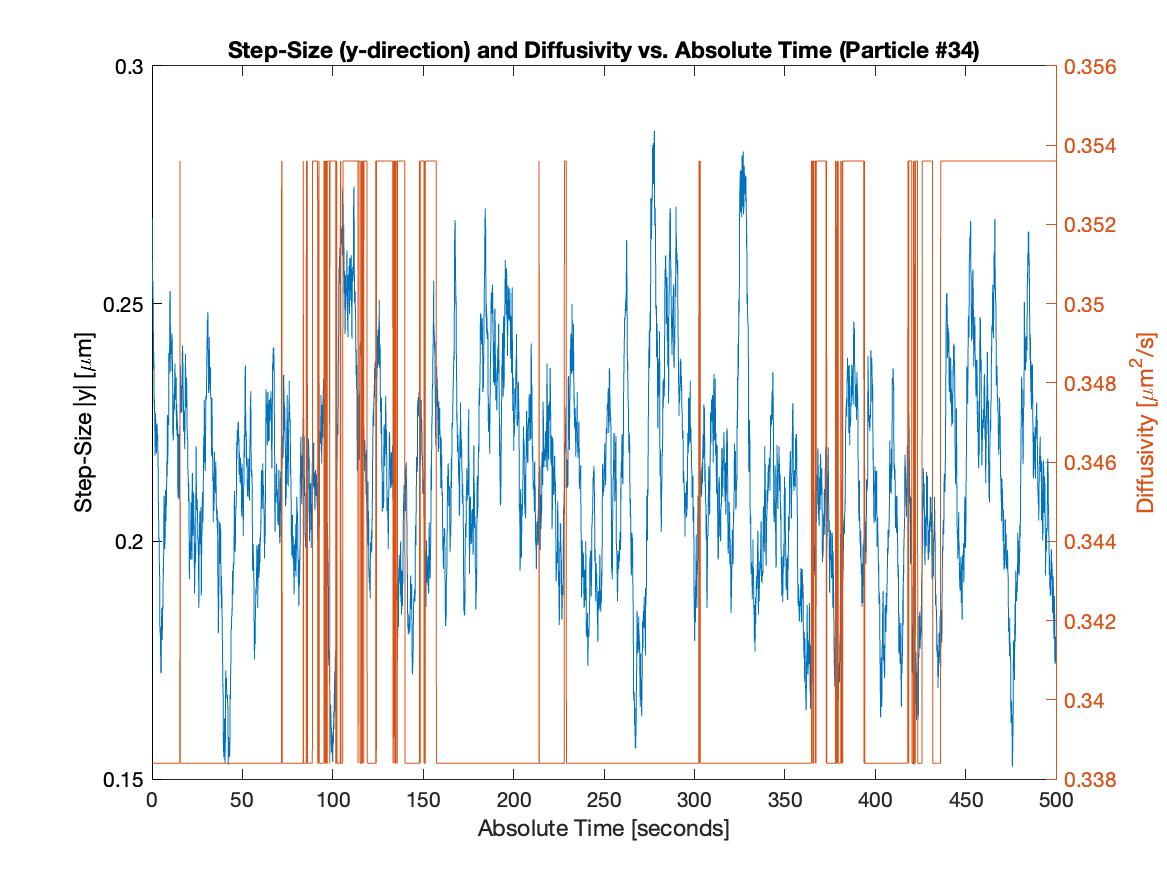 Step-Size (y-direction) and Diffusivity vs. Absolute Time (Particle #34)
0.3
0.25
0.2
0.15
Step-Size |y| [μm]
0.356
0.354
0.352
0.35
0.348
0.346
0.344
0.342
0.34
0.338
Diffusivity [μm²/s]
0 50 100 150 200 250 300 350 400 450 500
Absolute Time [seconds]